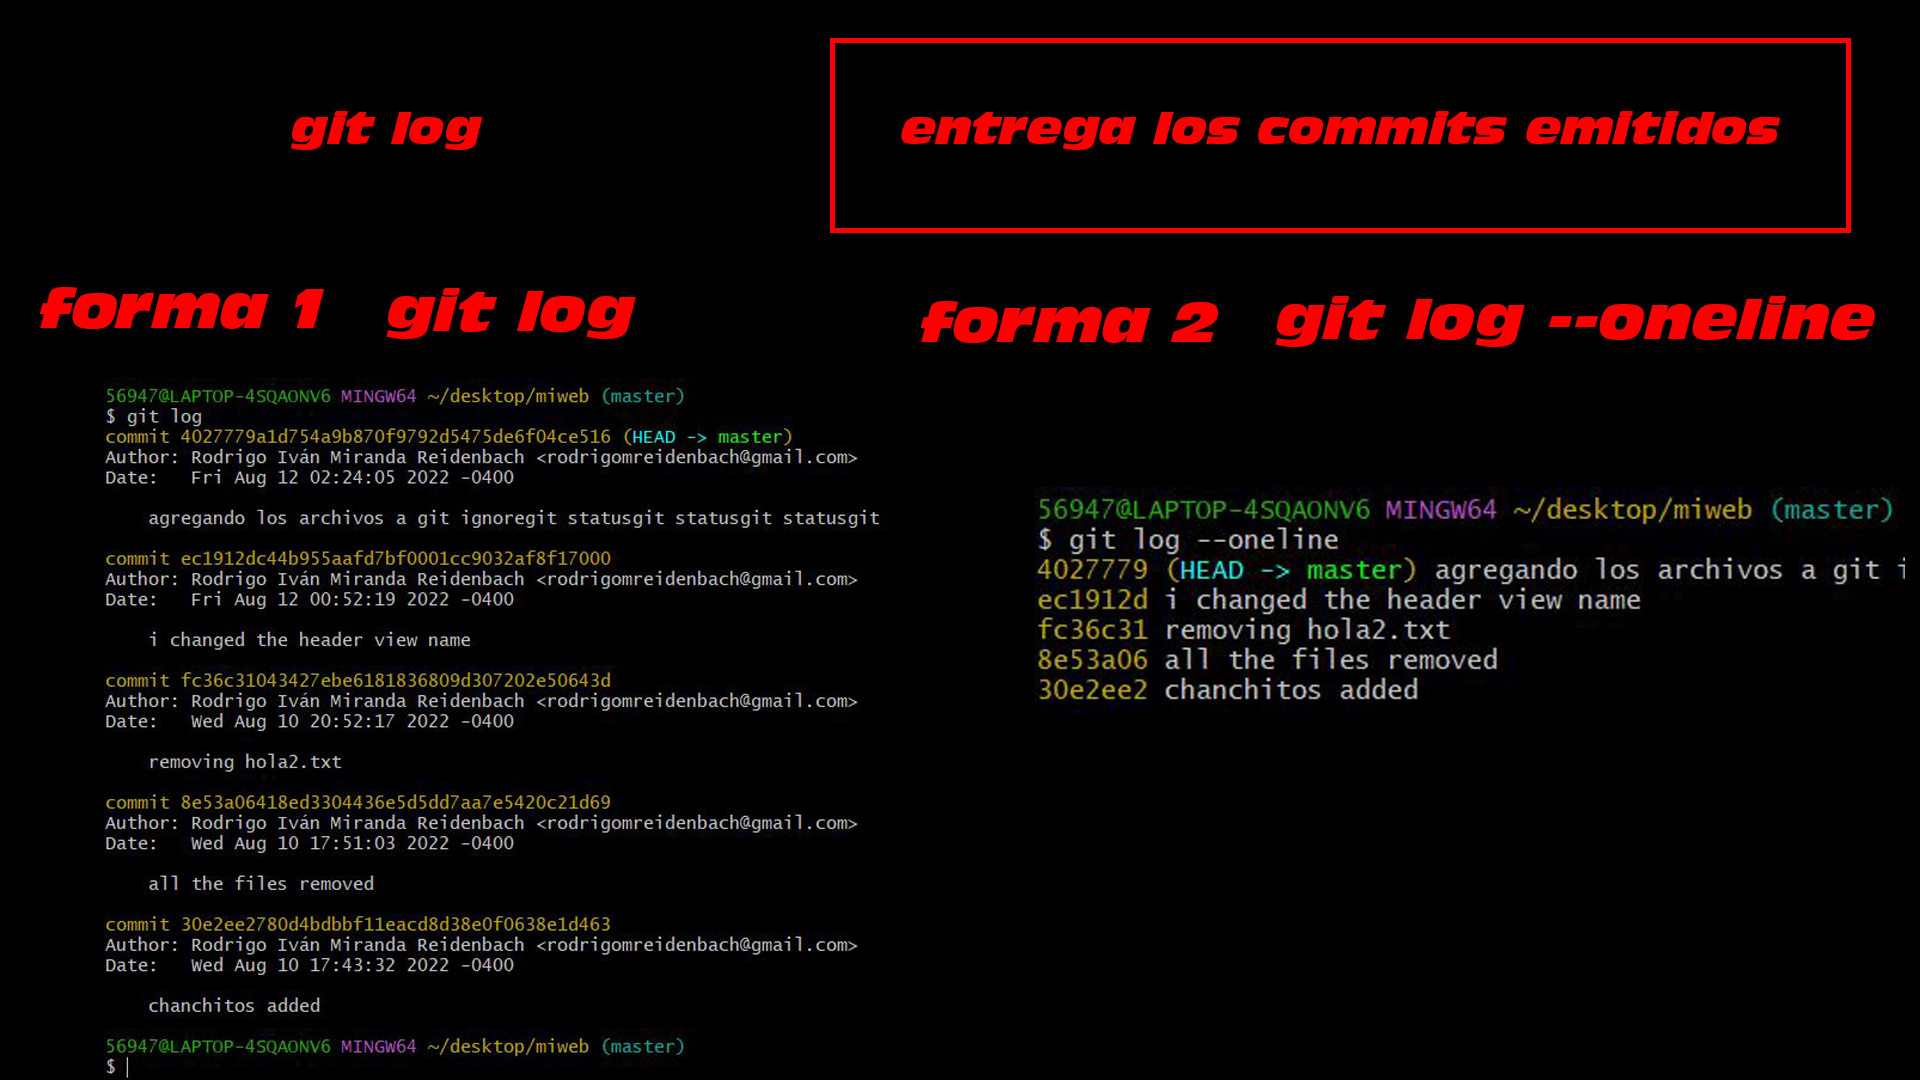 git log
entrega los commits emitidos
forma 1 git log
56947@LAPTOP-4SQAONV6 MINGW64 ~/desktop/miweb (master)
$ git log
commit 4027779a1d754a9b870f9792d5475de6f04ce516 (HEAD -> master)
Author: Rodrigo Iván Miranda Reidenbach <rodrigomreidenbach@gmail.com>
Date:   Fri Aug 12 02:24:05 2022 -0400
agregando los archivos a git ignoregit statusgit statusgit statusgit
commit ec1912dc44b955aafd7bf0001cc9032af8f17000
Author: Rodrigo Iván Miranda Reidenbach <rodrigomreidenbach@gmail.com>
Date:   Fri Aug 12 00:52:19 2022 -0400
i changed the header view name
commit fc36c31043427ebe6181836809d307202e50643d
Author: Rodrigo Iván Miranda Reidenbach <rodrigomreidenbach@gmail.com>
Date:   Wed Aug 10 20:52:17 2022 -0400
removing hola2.txt
commit 8e53a06418ed3304436e5d5dd7aa7e5420c21d69
Author: Rodrigo Iván Miranda Reidenbach <rodrigomreidenbach@gmail.com>
Date:   Wed Aug 10 17:51:03 2022 -0400
all the files removed
commit 30e2ee2780d4bdbbf11eacd8d38e0f0638e1d463
Author: Rodrigo Iván Miranda Reidenbach <rodrigomreidenbach@gmail.com>
Date:   Wed Aug 10 17:43:32 2022 -0400
chanchitos added
56947@LAPTOP-4SQAONV6 MINGW64 ~/desktop/miweb (master)
$
forma 2 git log --oneline
56947@LAPTOP-4SQAONV6 MINGW64 ~/desktop/miweb (master)
$ git log --oneline
4027779 (HEAD -> master) agregando los archivos a git i
ec1912d i changed the header view name
fc36c31 removing hola2.txt
8e53a06 all the files removed
30e2ee2 chanchitos added